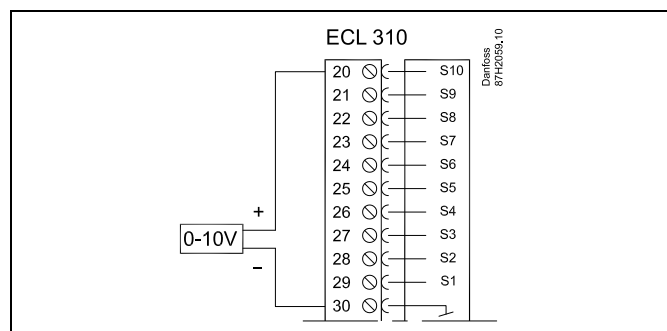 ECL 310
Danfoss
87H2059.10
20 S10
21 S9
22 S8
23 S7
24 S6
25 S5
26 S4
27 S3
28 S2
29 S1
30
+
0-10V
−